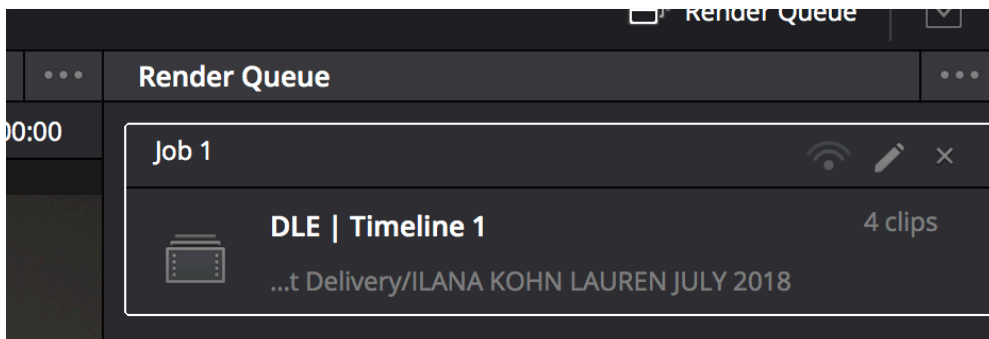 Render Queue
Render Queue
00:00
Job 1
DLE | Timeline 1
4 clips
...t Delivery/ILANA KOHN LAUREN JULY 2018